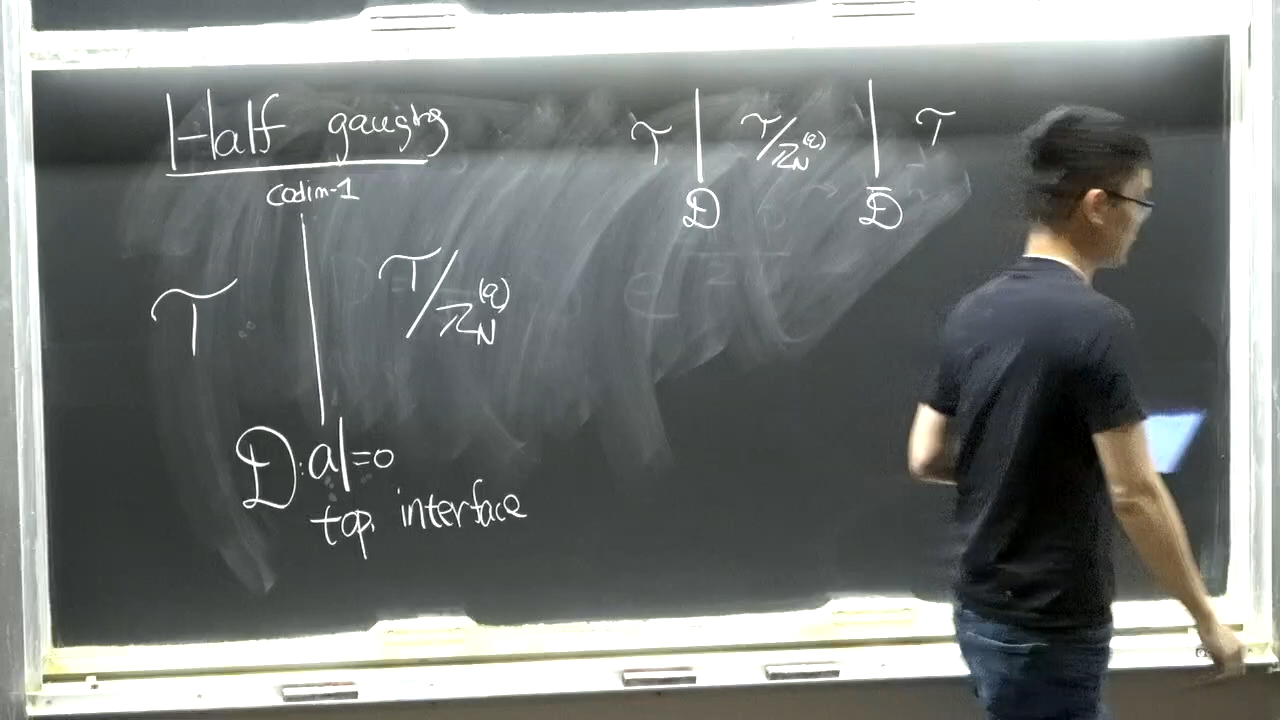 Half gauging
codim-1
𝒯 𝒯/ℤ_N^(q)
𝒟: a|=0
top. interface
𝒯 | 𝒯/ℤ_N^(q) | 𝒯
𝒟 𝒟̄